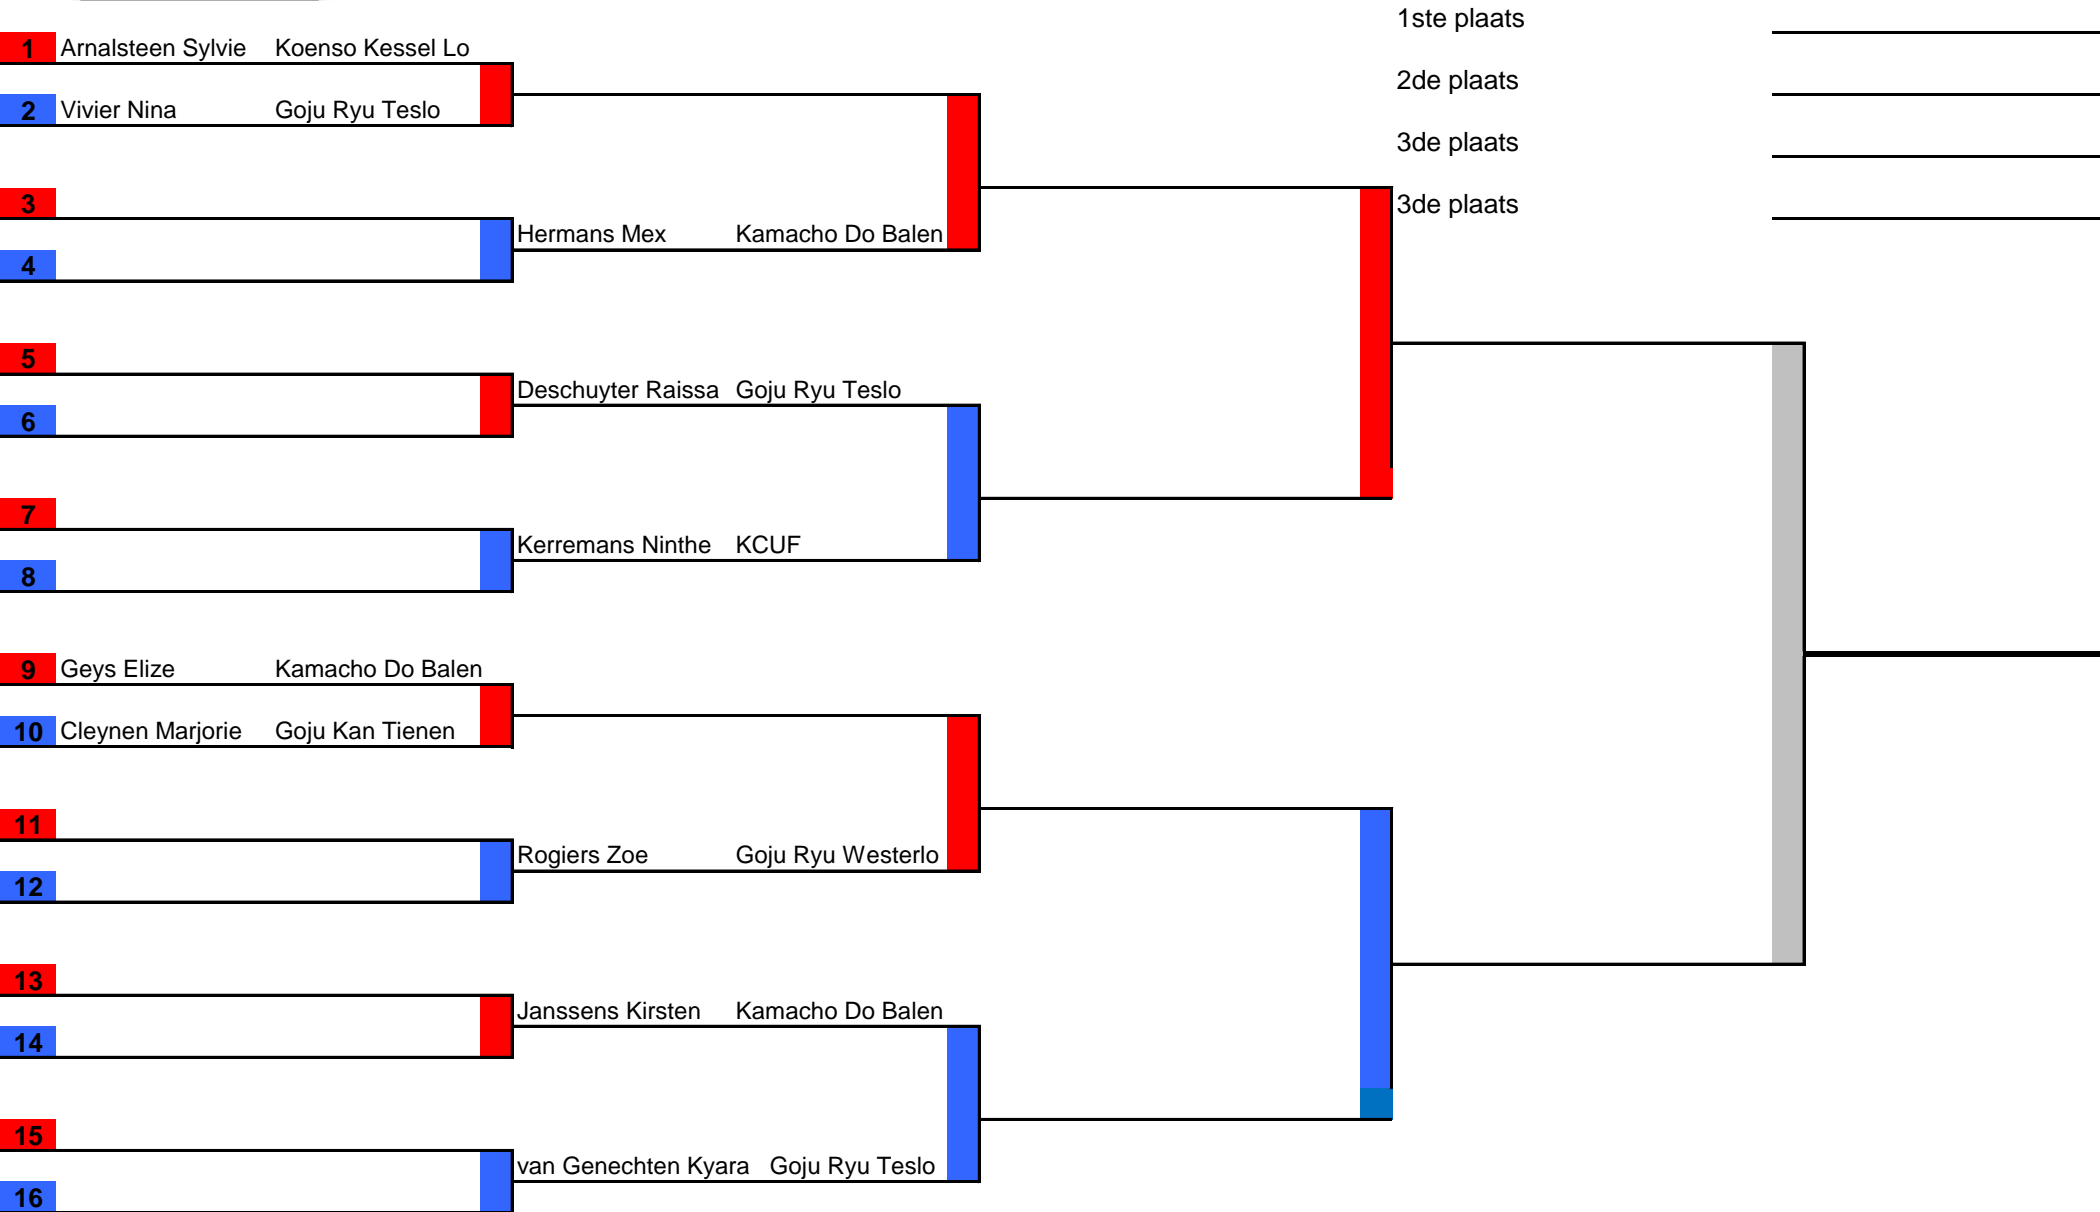 1ste plaats
1 Arnalsteen Sylvie Koenso Kessel Lo
2de plaats
2 Vivier Nina Goju Ryu Teslo
3de plaats
3
3de plaats
Hermans Mex Kamacho Do Balen
4
5
Deschuyter Raissa Goju Ryu Teslo
6
7
Kerremans Ninthe KCUF
8
9 Geys Elize Kamacho Do Balen
10 Cleynen Marjorie Goju Kan Tienen
11
Rogiers Zoe Goju Ryu Westerlo
12
13
Janssens Kirsten Kamacho Do Balen
14
15
van Genechten Kyara Goju Ryu Teslo
16